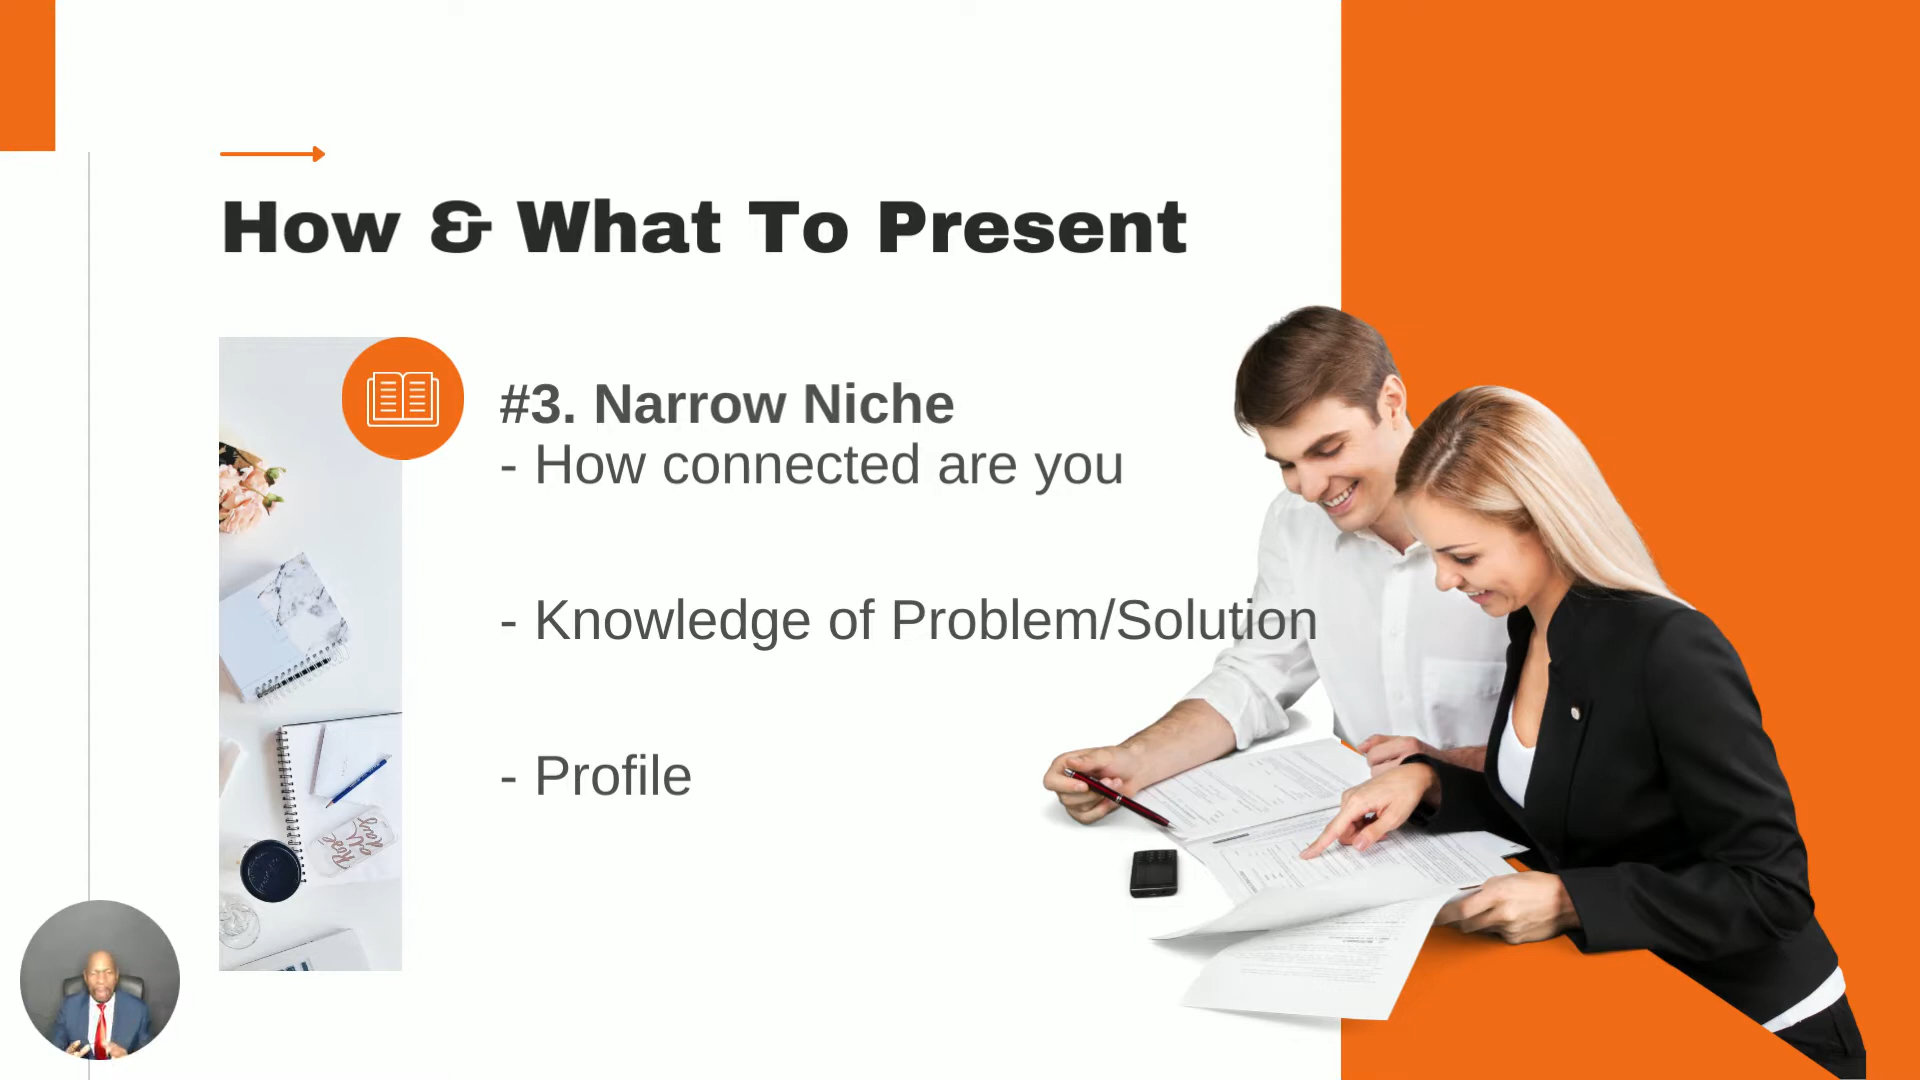 How & What To Present
#3. Narrow Niche
- How connected are you
- Knowledge of Problem/Solution
- Profile